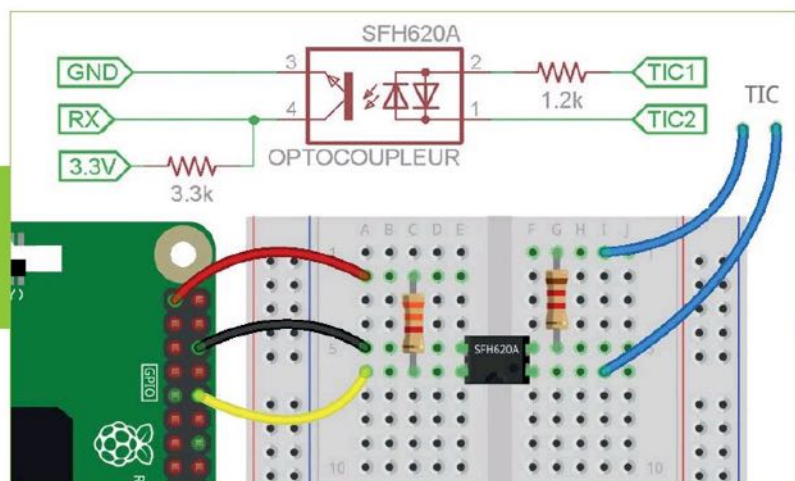 SFH620A
GND 3 2 TIC1
1.2k
RX 4 1 TIC2
OPTOCOUPLEUR
3.3V
3.3k
TIC
A B C D E F G H I J
1
5 SFH620A
GPIO
10 10